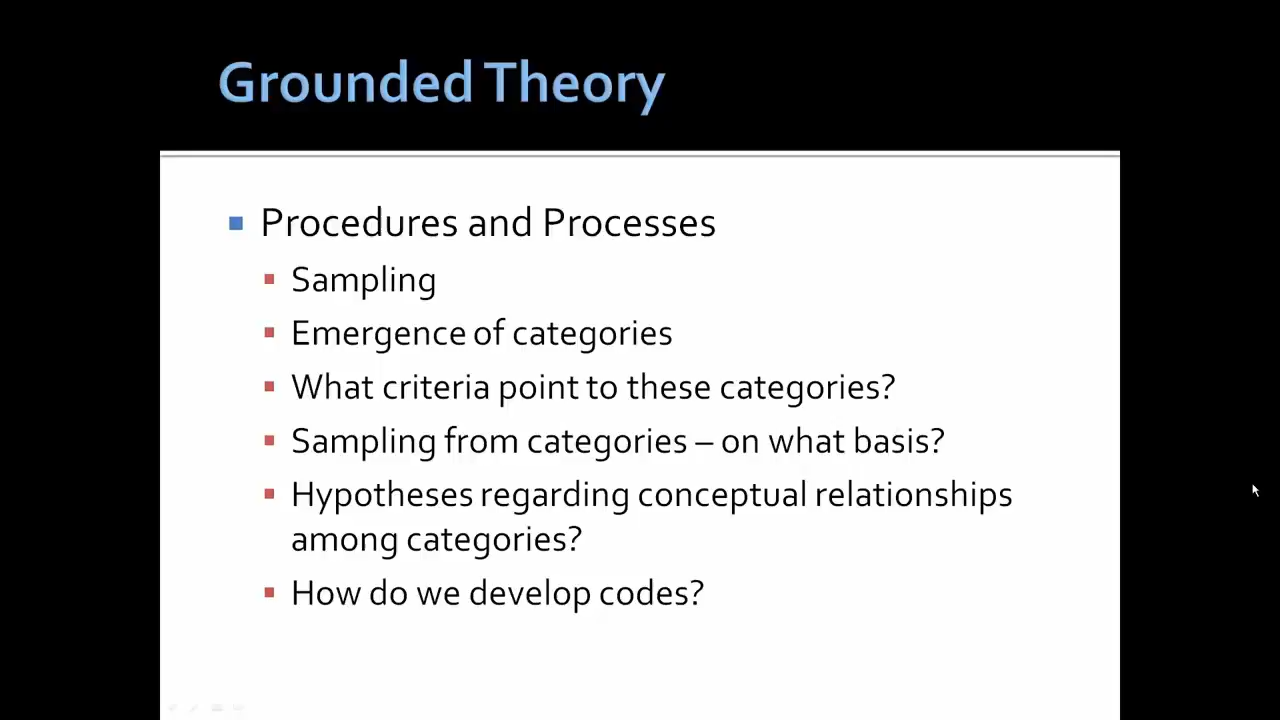 Grounded Theory
Procedures and Processes
Sampling
Emergence of categories
What criteria point to these categories?
Sampling from categories – on what basis?
Hypotheses regarding conceptual relationships
among categories?
How do we develop codes?